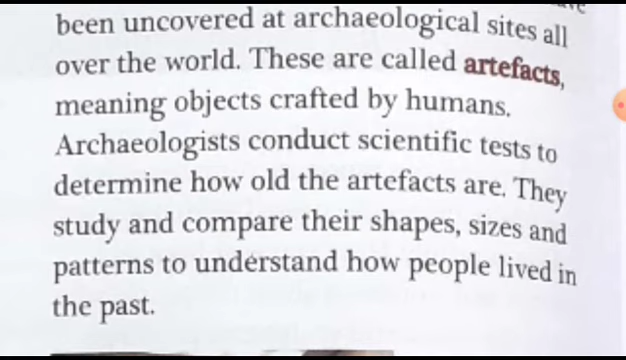 been uncovered at archaeological sites all
over the world. These are called artefacts,
meaning objects crafted by humans.
Archaeologists conduct scientific tests to
determine how old the artefacts are. They
study and compare their shapes, sizes and
patterns to understand how people lived in
the past.